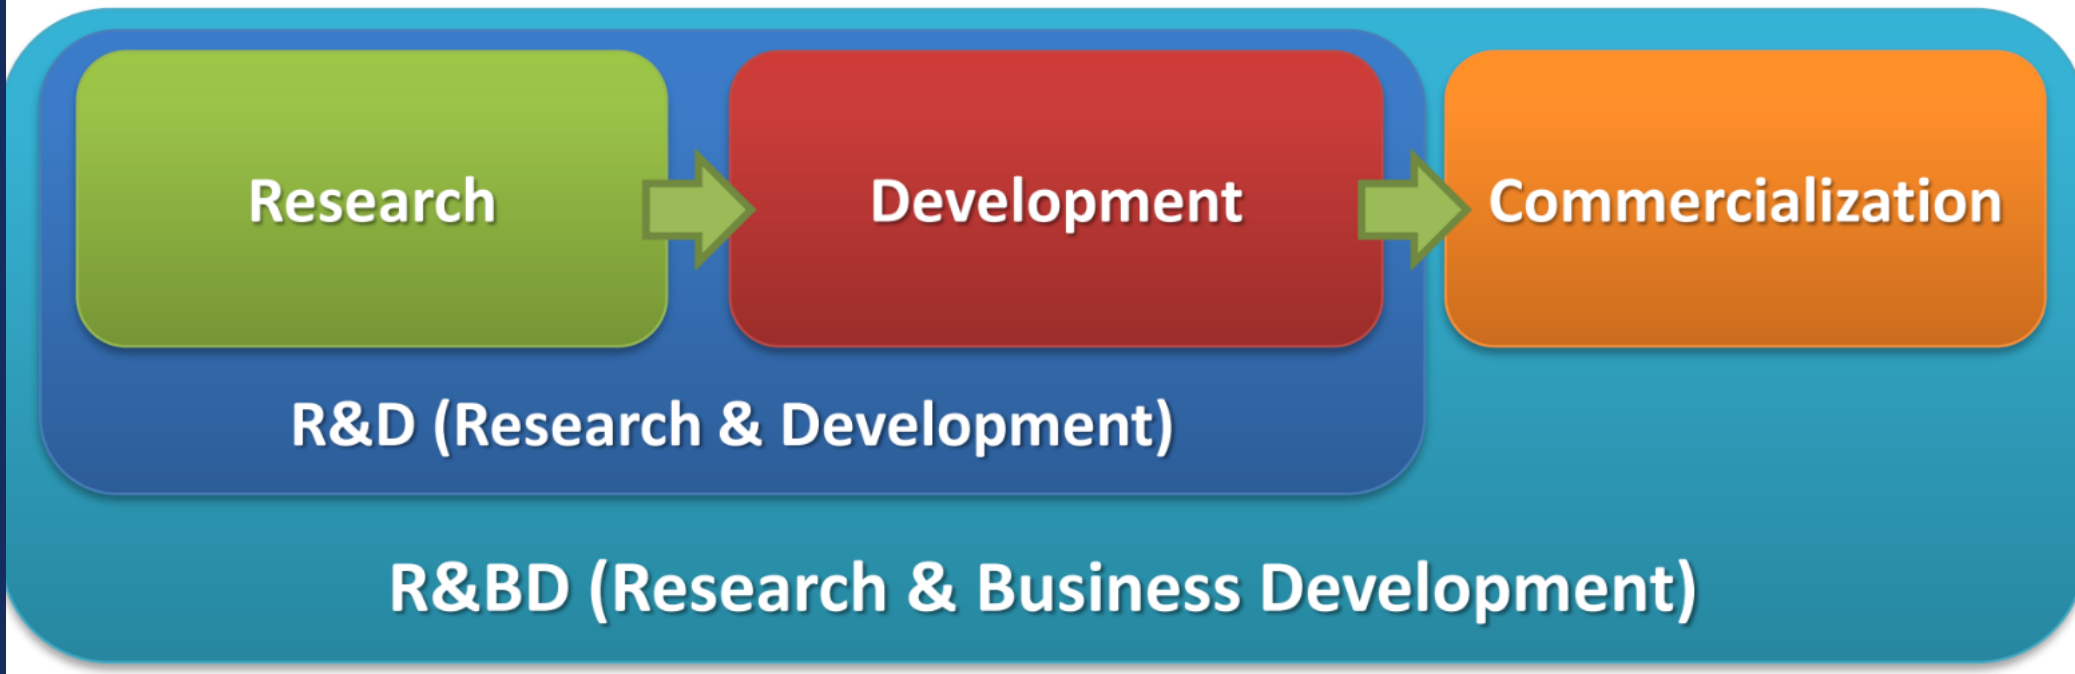 Research
Development
Commercialization
R&D (Research & Development)
R&BD (Research & Business Development)